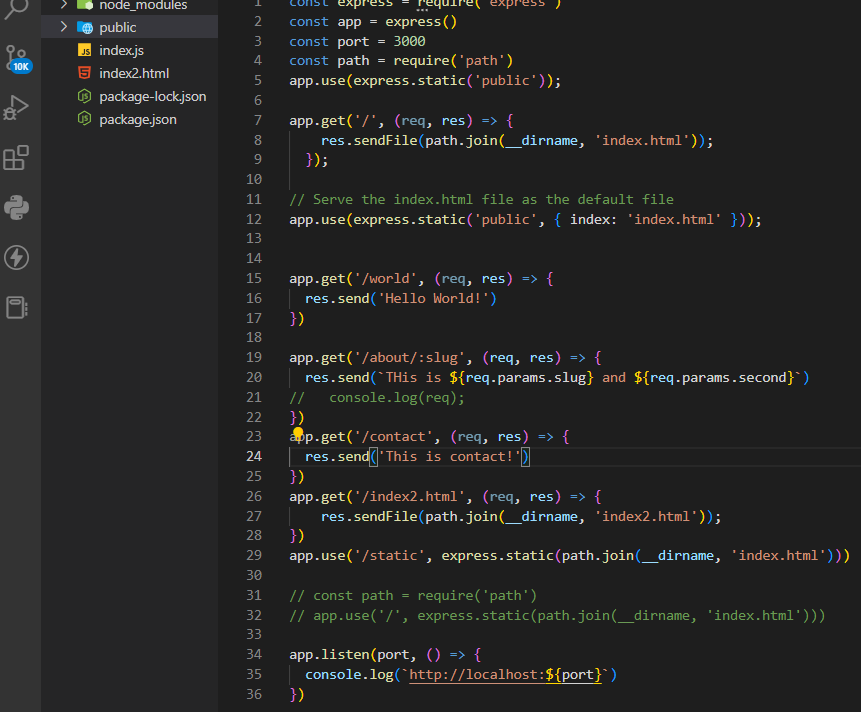 node_modules
public
index.js
index2.html
package-lock.json
package.json
10K
1 const express = require('express')
2 const app = express()
3 const port = 3000
4 const path = require('path')
5 app.use(express.static('public'));
6
7 app.get('/', (req, res) => {
8     res.sendFile(path.join(__dirname, 'index.html'));
9   });
10
11 // Serve the index.html file as the default file
12 app.use(express.static('public', { index: 'index.html' }));
13
14
15 app.get('/world', (req, res) => {
16   res.send('Hello World!')
17 })
18
19 app.get('/about/:slug', (req, res) => {
20   res.send(`THis is ${req.params.slug} and ${req.params.second}`)
21 //   console.log(req);
22 })
23 app.get('/contact', (req, res) => {
24   res.send('This is contact!')
25 })
26 app.get('/index2.html', (req, res) => {
27     res.sendFile(path.join(__dirname, 'index2.html'));
28 })
29 app.use('/static', express.static(path.join(__dirname, 'index.html')))
30
31 // const path = require('path')
32 // app.use('/', express.static(path.join(__dirname, 'index.html')))
33
34 app.listen(port, () => {
35   console.log(`http://localhost:${port}`)
36 })